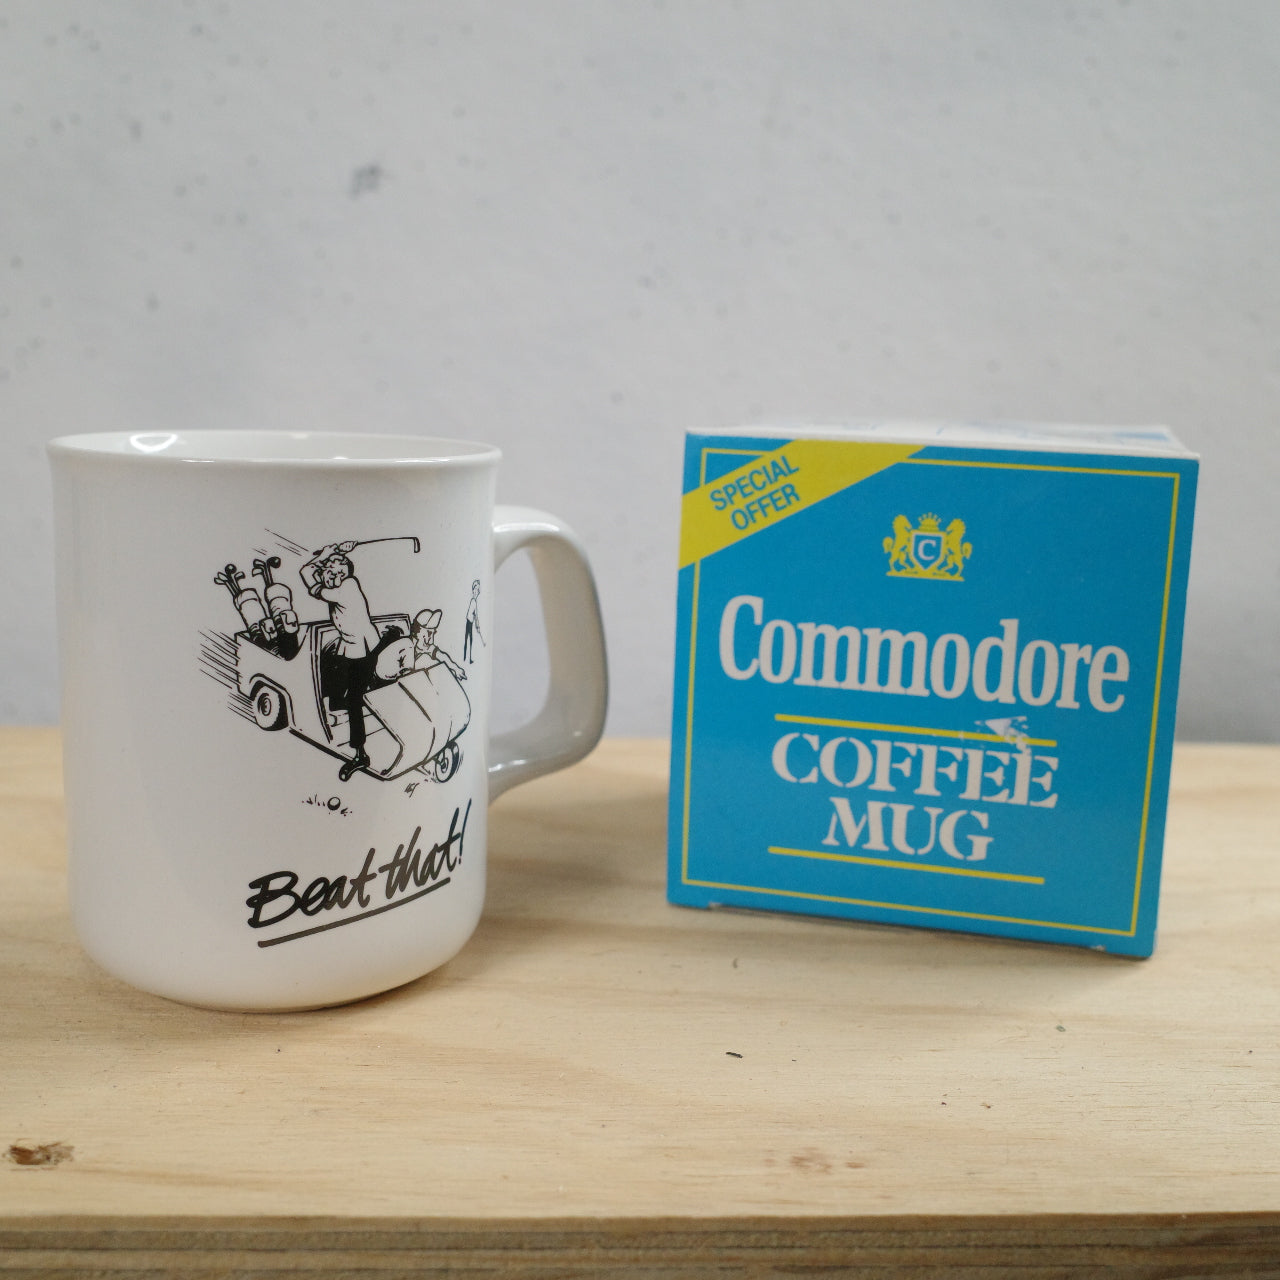 Beat that!
SPECIAL
OFFER
C
Commodore
COFFEE
MUG